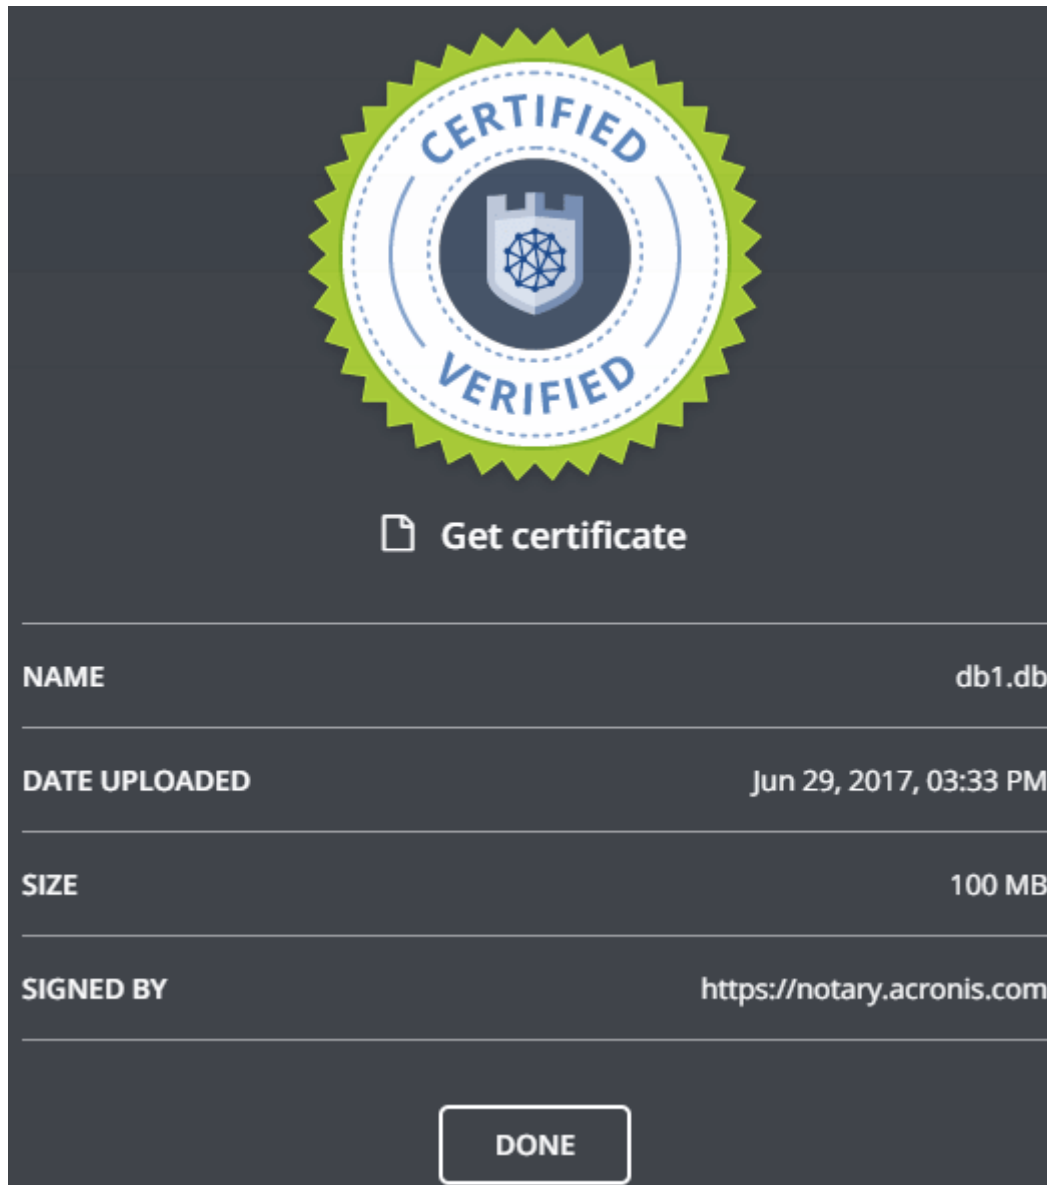 CERTIFIED
VERIFIED
Get certificate
NAME db1.db
DATE UPLOADED Jun 29, 2017, 03:33 PM
SIZE 100 MB
SIGNED BY https://notary.acronis.com
DONE